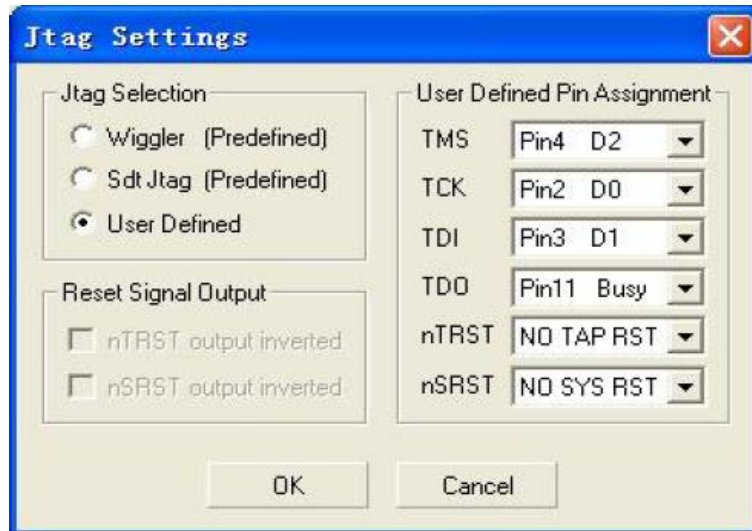 Jtag Settings
Jtag Selection
Wiggler (Predefined)
Sdt Jtag (Predefined)
User Defined
Reset Signal Output
nTRST output inverted
nSRST output inverted
User Defined Pin Assignment
TMS Pin4 D2
TCK Pin2 D0
TDI Pin3 D1
TDO Pin11 Busy
nTRST NO TAP RST
nSRST NO SYS RST
OK Cancel